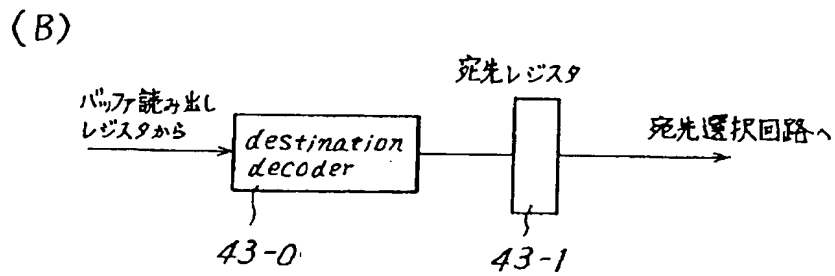 (B)
宛先レジスタ
バッファ読み出し
レジスタから
destination
decoder
宛先選択回路へ
43-0
43-1